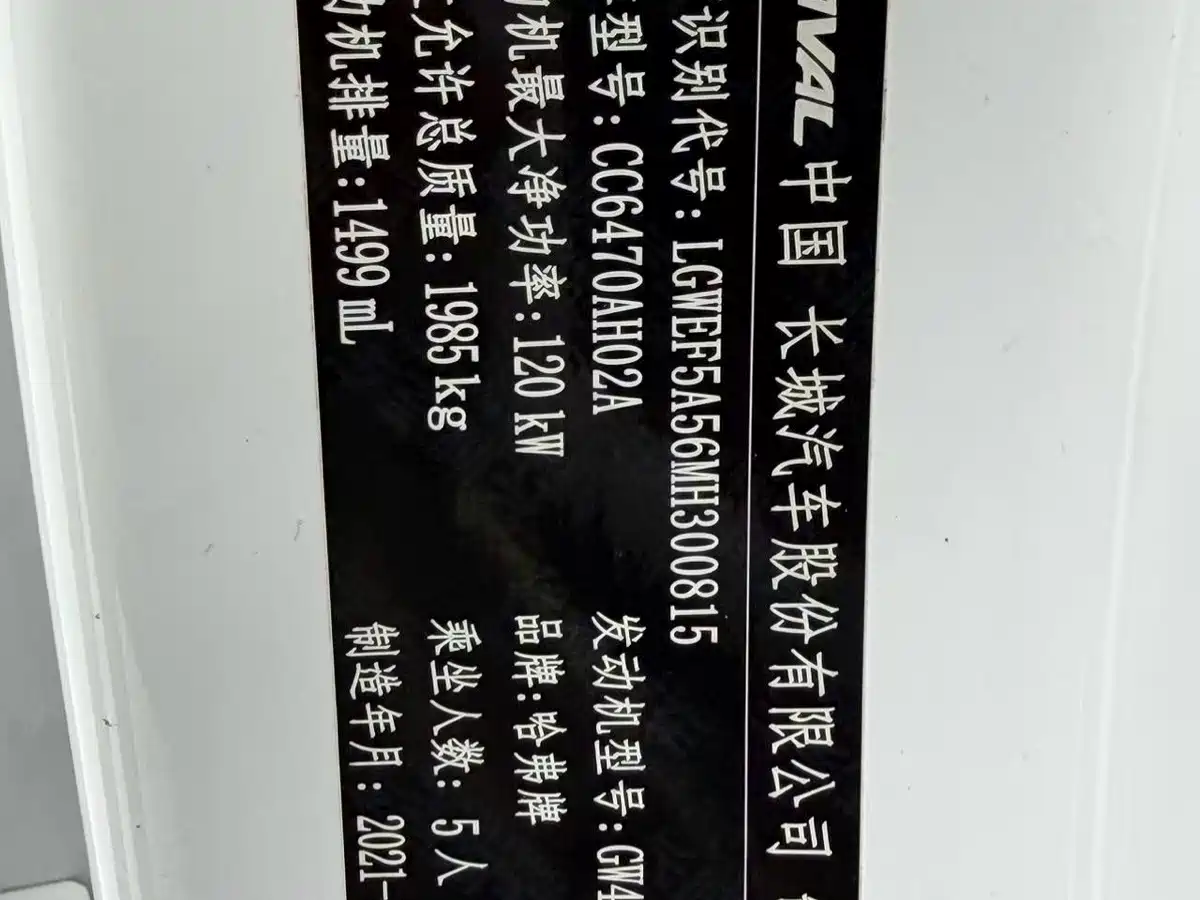 VAL 中国 长城汽车股份有限公司
识别代号: LGWEF5A56MH300815
型号: CC6470AH02A 发动机型号: GW4
机最大净功率: 120 kW 品牌: 哈弗牌
允许总质量: 1985 kg 乘坐人数: 5 人
机排量: 1499 mL 制造年月: 2021-